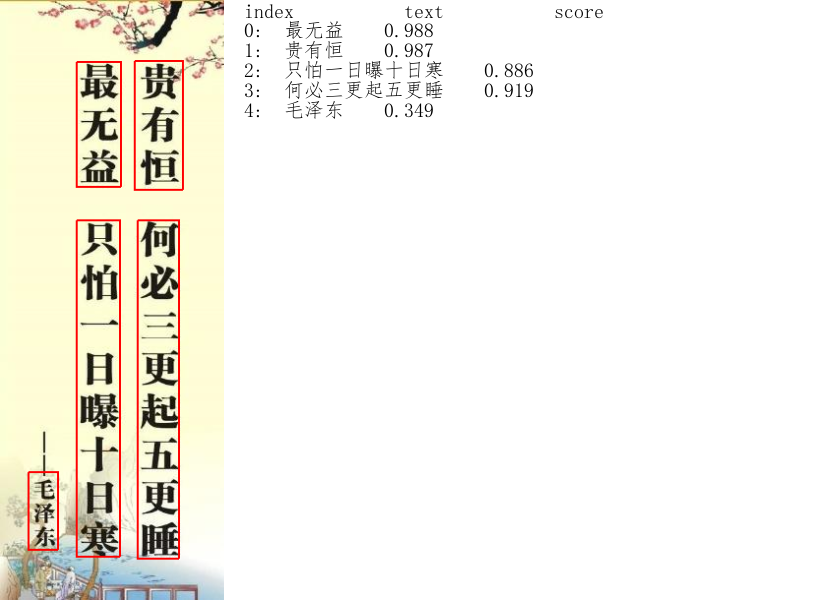 贵有恒 何必三更起五更睡
最无益 只怕一日曝十日寒
——毛泽东
index text score
0: 最无益 0.988
1: 贵有恒 0.987
2: 只怕一日曝十日寒 0.886
3: 何必三更起五更睡 0.919
4: 毛泽东 0.349